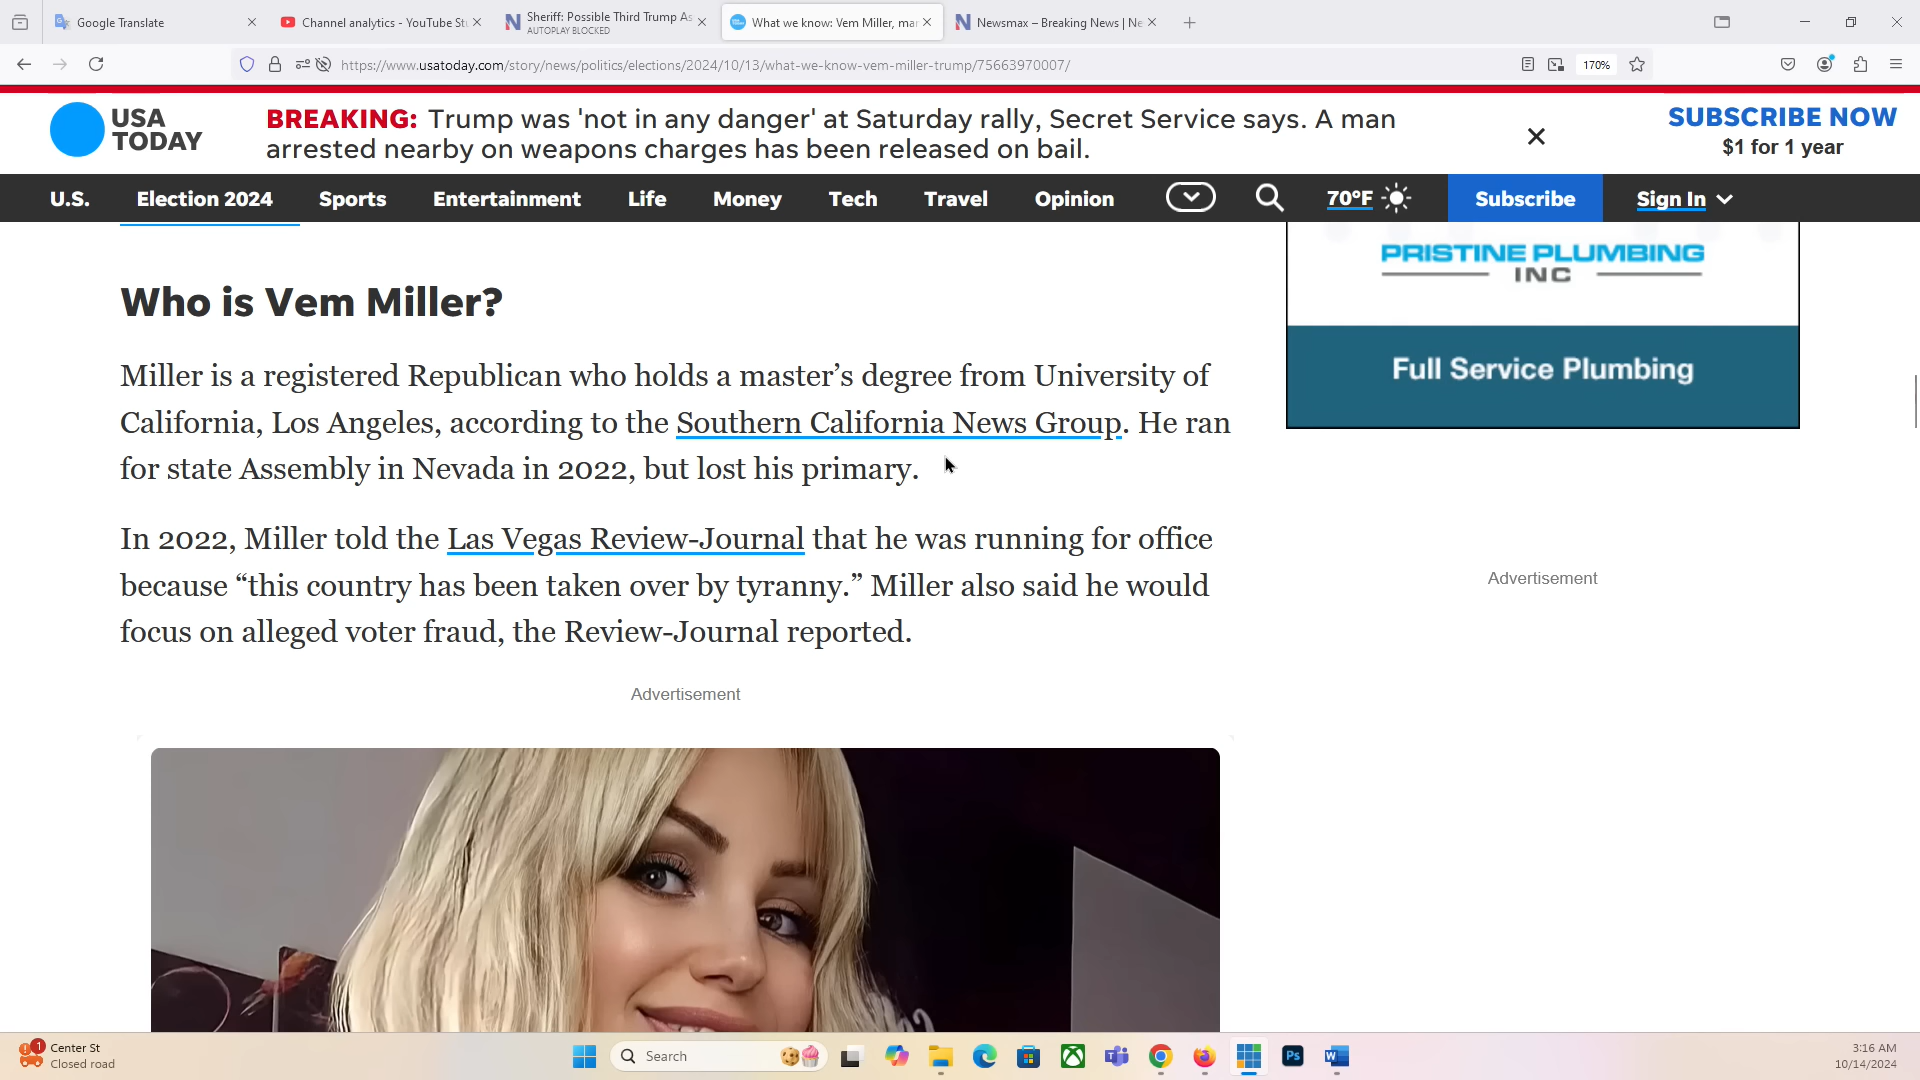 Google Translate
Channel analytics - YouTube St
Sheriff: Possible Third Trump As
AUTOPLAY BLOCKED
What we know: Vem Miller, mar
Newsmax – Breaking News | Ne
https://www.usatoday.com/story/news/politics/elections/2024/10/13/what-we-know-vem-miller-trump/75663970007/
170%
USA
TODAY
BREAKING: Trump was 'not in any danger' at Saturday rally, Secret Service says. A man
arrested nearby on weapons charges has been released on bail.
SUBSCRIBE NOW
$1 for 1 year
U.S. Election 2024 Sports Entertainment Life Money Tech Travel Opinion 70°F Subscribe Sign In
PRISTINE PLUMBING
INC
Full Service Plumbing
Who is Vem Miller?
Miller is a registered Republican who holds a master’s degree from University of
California, Los Angeles, according to the Southern California News Group. He ran
for state Assembly in Nevada in 2022, but lost his primary.
In 2022, Miller told the Las Vegas Review-Journal that he was running for office
because “this country has been taken over by tyranny.” Miller also said he would
focus on alleged voter fraud, the Review-Journal reported.
Advertisement
Advertisement
1
Center St
Closed road
Search
Ps
W
3:16 AM
10/14/2024